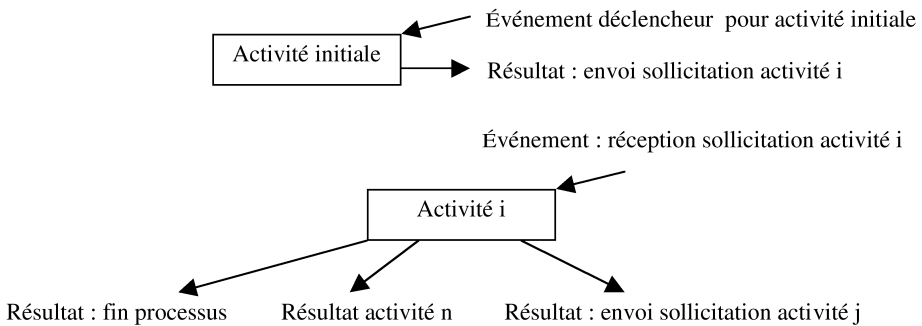 Événement déclencheur pour activité initiale
Activité initiale
Résultat : envoi sollicitation activité i
Événement : réception sollicitation activité i
Activité i
Résultat : fin processus
Résultat activité n
Résultat : envoi sollicitation activité j